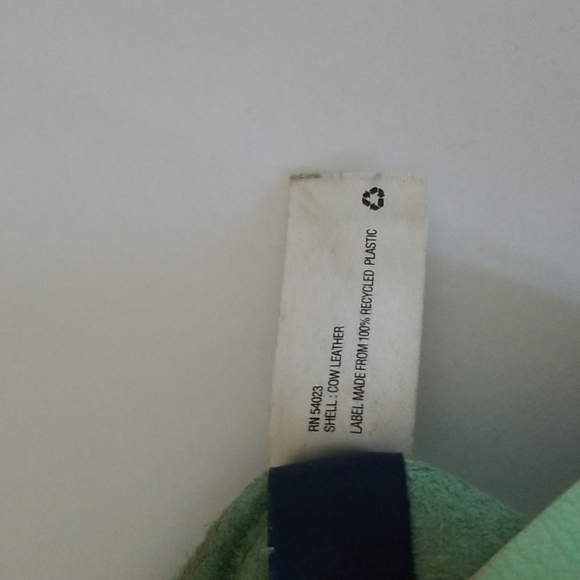 RN 54023
SHELL : COW LEATHER
LABEL MADE FROM 100% RECYCLED PLASTIC